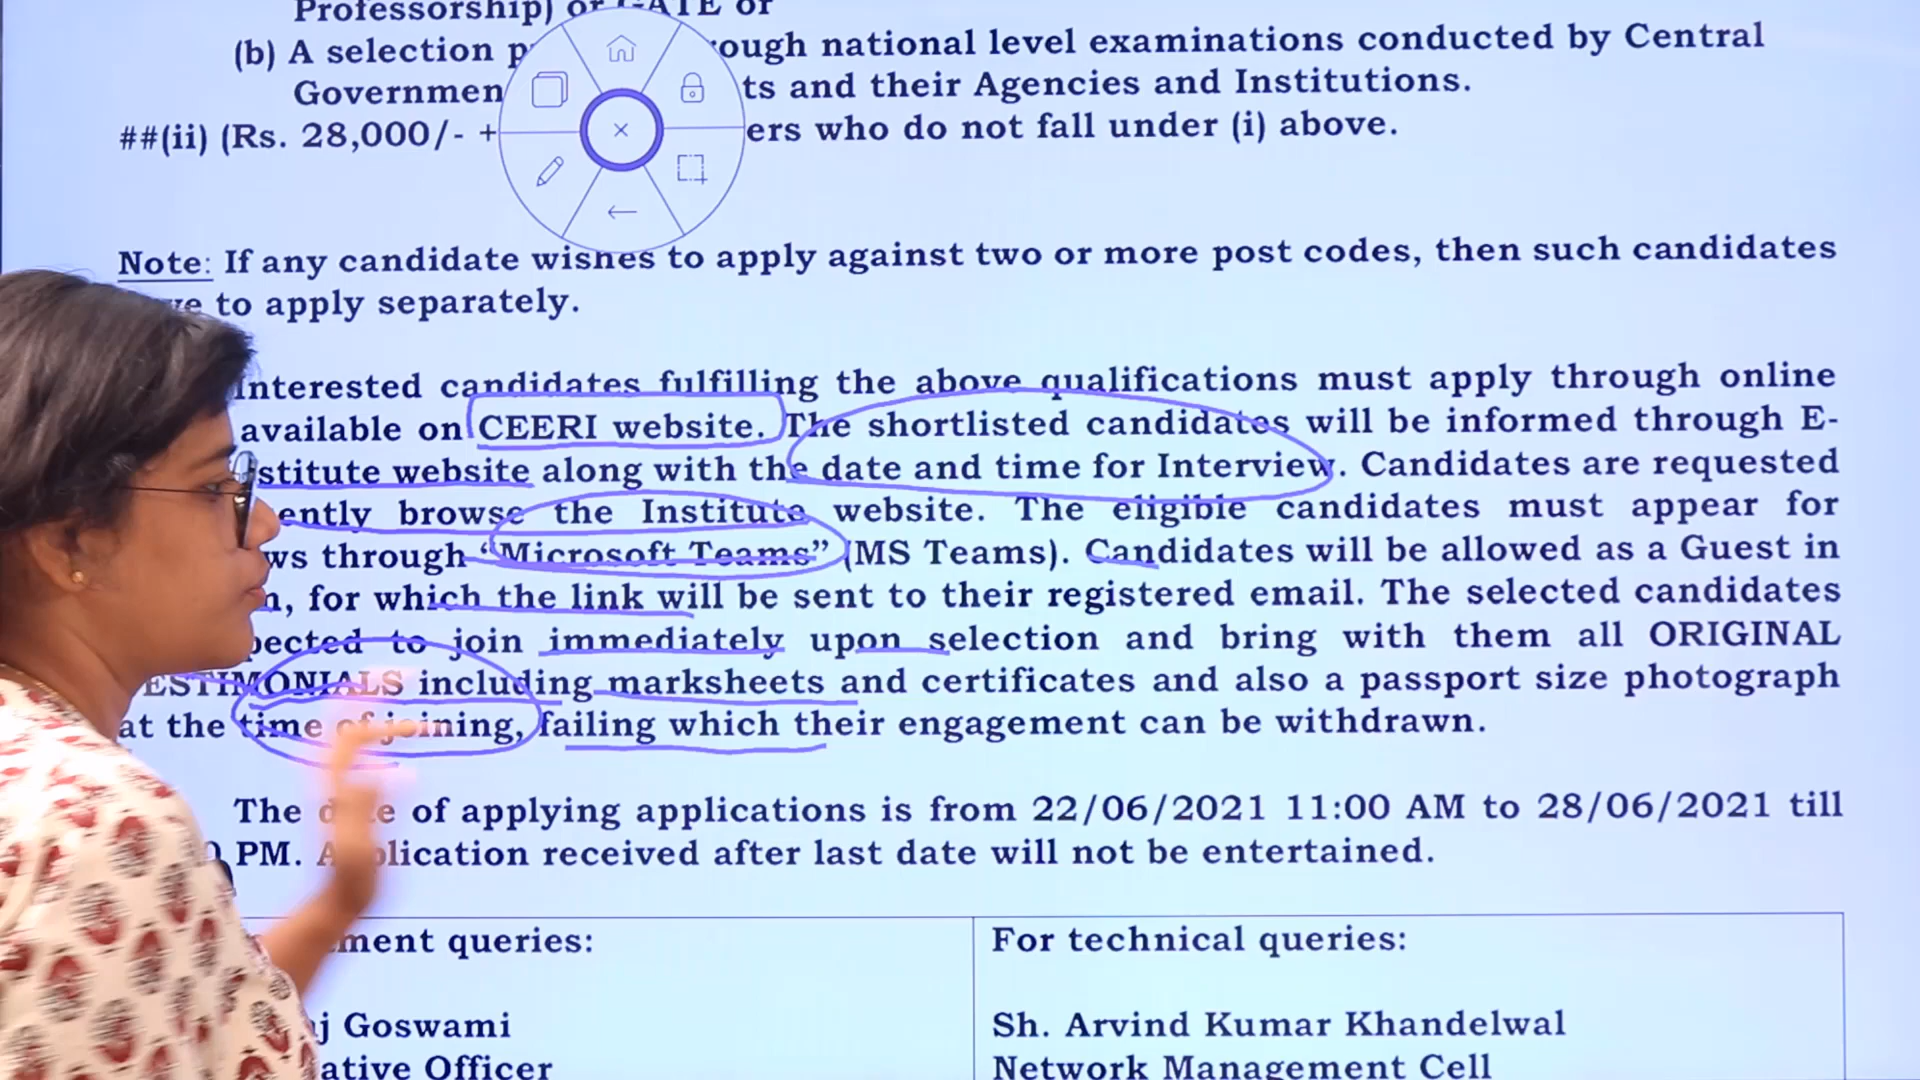 Professorship) or GATE or
(b) A selection ough national level examinations conducted by Central
Governmen ts and their Agencies and Institutions.
##(ii) (Rs. 28,000/- + ers who do not fall under (i) above.
Note: If any candidate wishes to apply against two or more post codes, then such candidates
to apply separately.
Interested candidates fulfilling the above qualifications must apply through online
available on CEERI website. The shortlisted candidates will be informed through E-
stitute website along with the date and time for Interview. Candidates are requested
ently browse the Institute website. The eligible candidates must appear for
ws through "Microsoft Teams" (MS Teams). Candidates will be allowed as a Guest in
, for which the link will be sent to their registered email. The selected candidates
pected to join immediately upon selection and bring with them all ORIGINAL
ESTIMONIALS including marksheets and certificates and also a passport size photograph
at the time of joining, failing which their engagement can be withdrawn.
The date of applying applications is from 22/06/2021 11:00 AM to 28/06/2021 till
PM. Application received after last date will not be entertained.
ment queries:
For technical queries:
j Goswami
Sh. Arvind Kumar Khandelwal
ative Officer
Network Management Cell